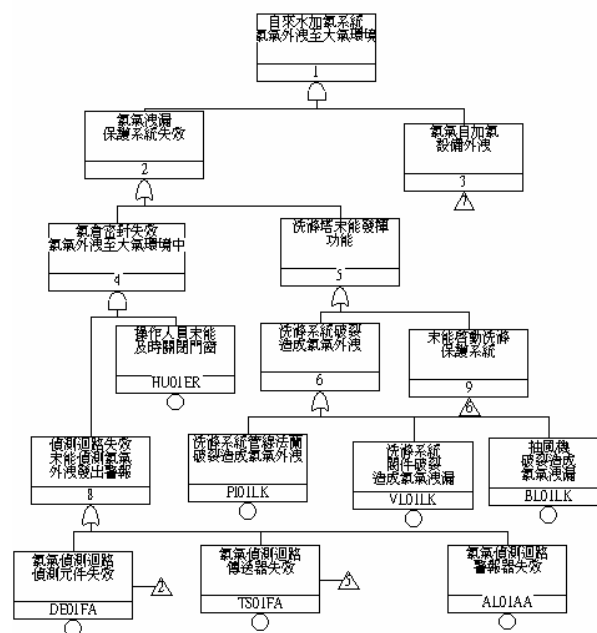 自來水加氯系統
氯氣外洩至大氣環境
1
氯氣洩漏
保護系統失效
2
氯氣自加氯
設備外洩
3
7
氯倉密封失效
氯氣外洩至大氣環境中
4
洗滌塔未能發揮
功能
5
操作人員未能
及時關閉門窗
HU01ER
洗滌系統破裂
造成氯氣外洩
6
未能啓動洗滌
保護系統
9
6
偵測迴路失效
未能偵測氯氣
外洩發出警報
8
洗滌系統管線法蘭
破裂造成氯氣外洩
PI01LK
洗滌系統
閥件破裂
造成氯氣洩漏
VL01LK
抽風機
破裂造成
氯氣洩漏
BL01LK
氯氣偵測迴路
偵測元件失效
DE01FA
2
氯氣偵測迴路
傳送器失效
TS01FA
3
氯氣偵測迴路
警報器失效
AL01AA